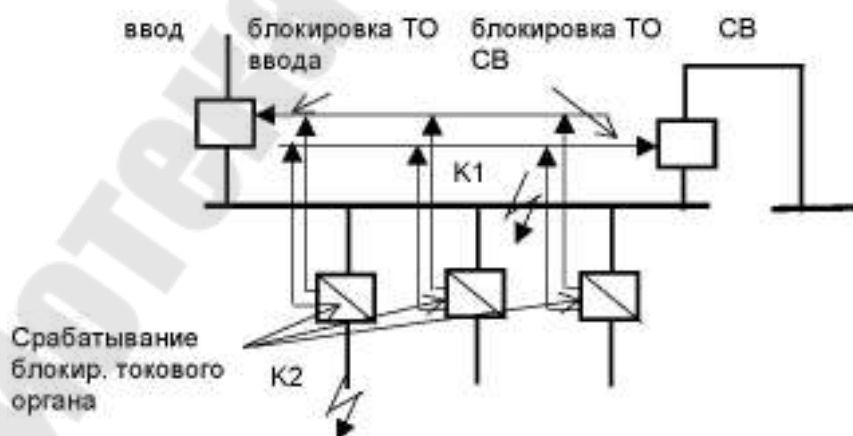 ввод
блокировка ТО
ввода
блокировка ТО
СВ
СВ
К1
Срабатывание
блокир. токового
органа
К2